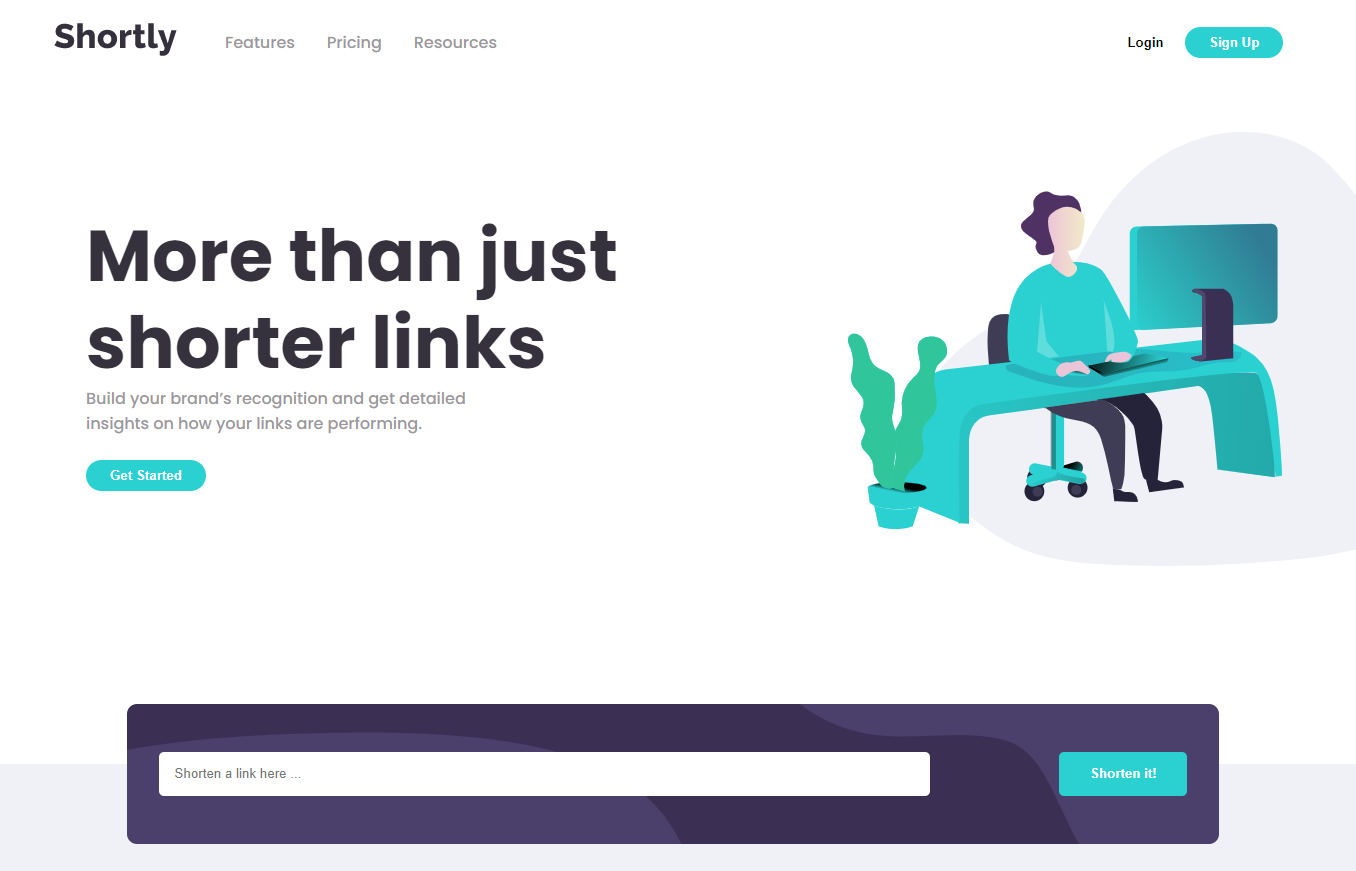 Shortly
Features
Pricing
Resources
Login
Sign Up
More than just
shorter links
Build your brand’s recognition and get detailed
insights on how your links are performing.
Get Started
Shorten a link here ...
Shorten it!